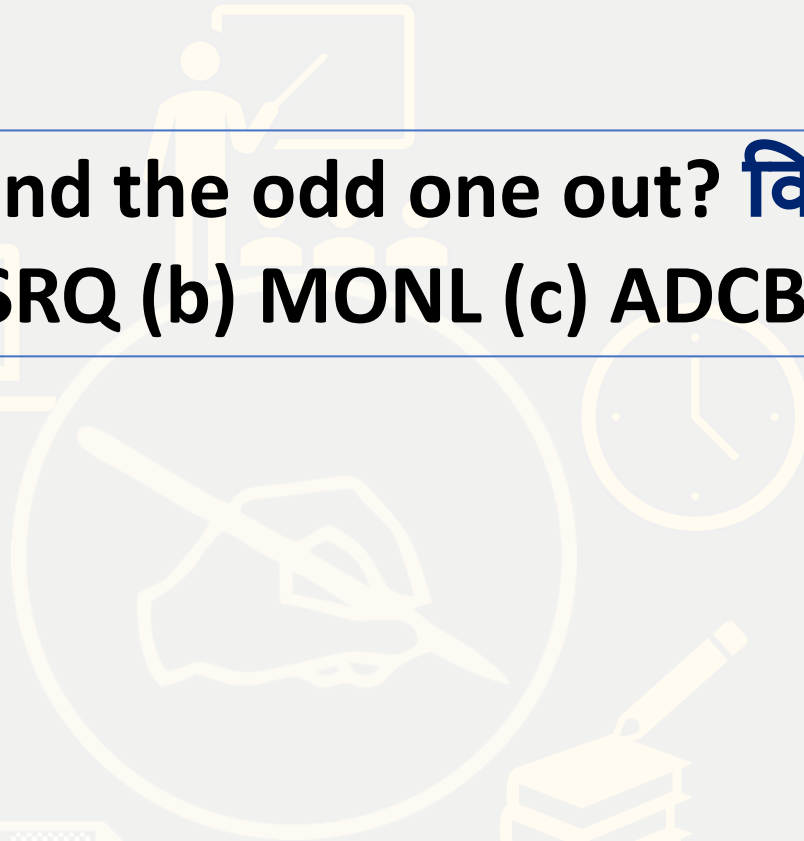 nd the odd one out? वि
SRQ (b) MONL (c) ADCB